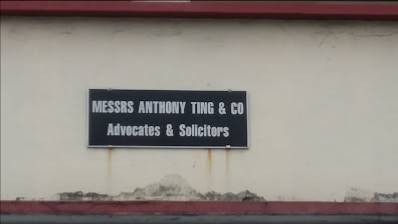 MESSRS ANTHONY TING & CO
Advocates & Solicitors